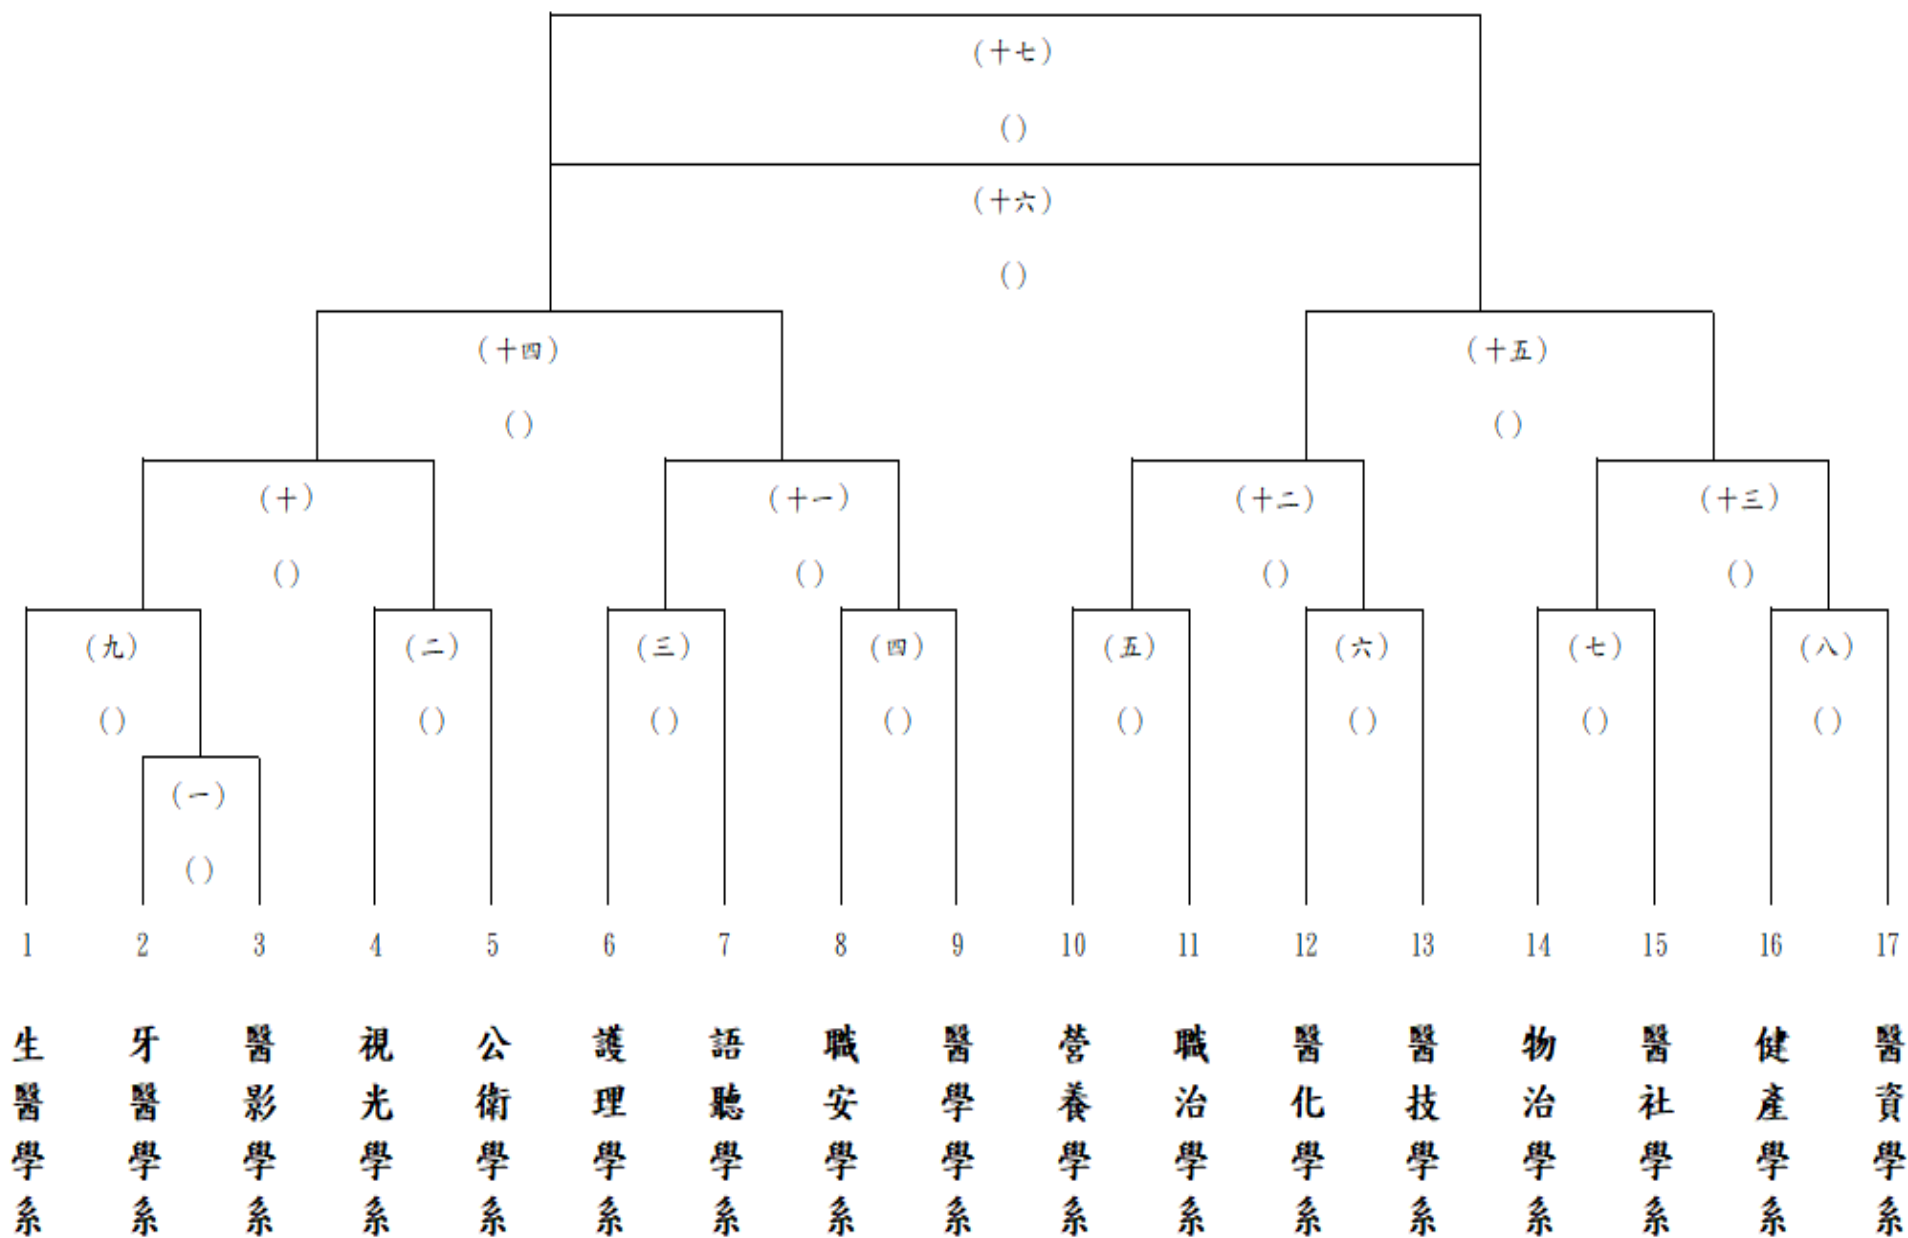 (十七)
()
(十六)
()
(十四)
(十五)
()
()
(十)
(十一)
(十二)
(十三)
()
()
()
()
(九)
(二)
(三)
(四)
(五)
(六)
(七)
(八)
()
()
()
()
()
()
()
()
(一)
()
1
2
3
4
5
6
7
8
9
10
11
12
13
14
15
16
17
生醫學系
牙醫學系
醫影學系
視光學系
公衛學系
護理學系
語聽學系
職安學系
醫學學系
營養學系
職治學系
醫化學系
醫技學系
物治學系
醫社學系
健產學系
醫資學系